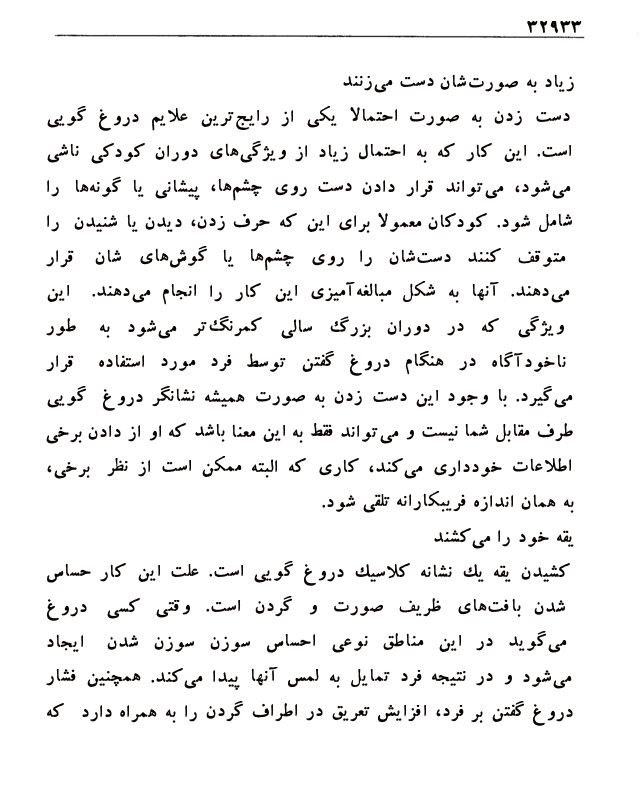 ۳۲۹۳۳
زیاد به صورت‌شان دست می‌زنند
دست زدن به صورت احتمالا یکی از رایج‌ترین علایم دروغ گویی
است. این کار که به احتمال زیاد از ویژگی‌های دوران کودکی ناشی
می‌شود، می‌تواند قرار دادن دست روی چشم‌ها، پیشانی یا گونه‌ها را
شامل شود. کودکان معمولا برای این که حرف زدن، دیدن یا شنیدن را
متوقف کنند دست‌شان را روی چشم‌ها یا گوش‌های شان قرار
می‌دهند. آنها به شکل مبالغه‌آمیزی این کار را انجام می‌دهند. این
ویژگی که در دوران بزرگ سالی کمرنگ‌تر می‌شود به طور
ناخودآگاه در هنگام دروغ گفتن توسط فرد مورد استفاده قرار
می‌گیرد. با وجود این دست زدن به صورت همیشه نشانگر دروغ گویی
طرف مقابل شما نیست و می‌تواند فقط به این معنا باشد که او از دادن برخی
اطلاعات خودداری می‌کند، کاری که البته ممکن است از نظر برخی،
به همان اندازه فریبکارانه تلقی شود.
یقه خود را می‌کشند
کشیدن یقه یك نشانه کلاسیك دروغ گویی است. علت این کار حساس
شدن بافت‌های ظریف صورت و گردن است. وقتی کسی دروغ
می‌گوید در این مناطق نوعی احساس سوزن سوزن شدن ایجاد
می‌شود و در نتیجه فرد تمایل به لمس آنها پیدا می‌کند. همچنین فشار
دروغ گفتن بر فرد، افزایش تعریق در اطراف گردن را به همراه دارد که